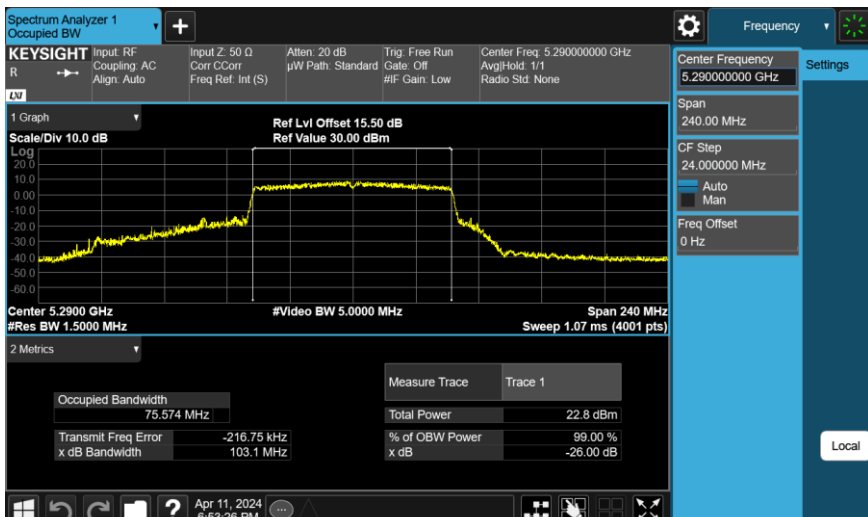 Spectrum Analyzer 1
Occupied BW
Frequency
KEYSIGHT Input: RF Input Z: 50 Ω Atten: 20 dB Trig: Free Run Center Freq: 5.290000000 GHz
R Coupling: AC Corr CCorr µW Path: Standard Gate: Off Avg|Hold: 1/1
Align: Auto Freq Ref: Int (S) #IF Gain: Low Radio Std: None
LXI
1 Graph
Ref Lvl Offset 15.50 dB
Scale/Div 10.0 dB Ref Value 30.00 dBm
Log
20.0
10.0
0.00
-10.0
-20.0
-30.0
-40.0
-50.0
-60.0
Center 5.2900 GHz #Video BW 5.0000 MHz Span 240 MHz
#Res BW 1.5000 MHz Sweep 1.07 ms (4001 pts)
2 Metrics
Measure Trace Trace 1
Occupied Bandwidth
75.574 MHz
Total Power 22.8 dBm
Transmit Freq Error -216.75 kHz % of OBW Power 99.00 %
x dB Bandwidth 103.1 MHz x dB -26.00 dB
Center Frequency
5.290000000 GHz
Settings
Span
240.00 MHz
CF Step
24.000000 MHz
Auto
Man
Freq Offset
0 Hz
Local
?
Apr 11, 2024
6:53:26 PM